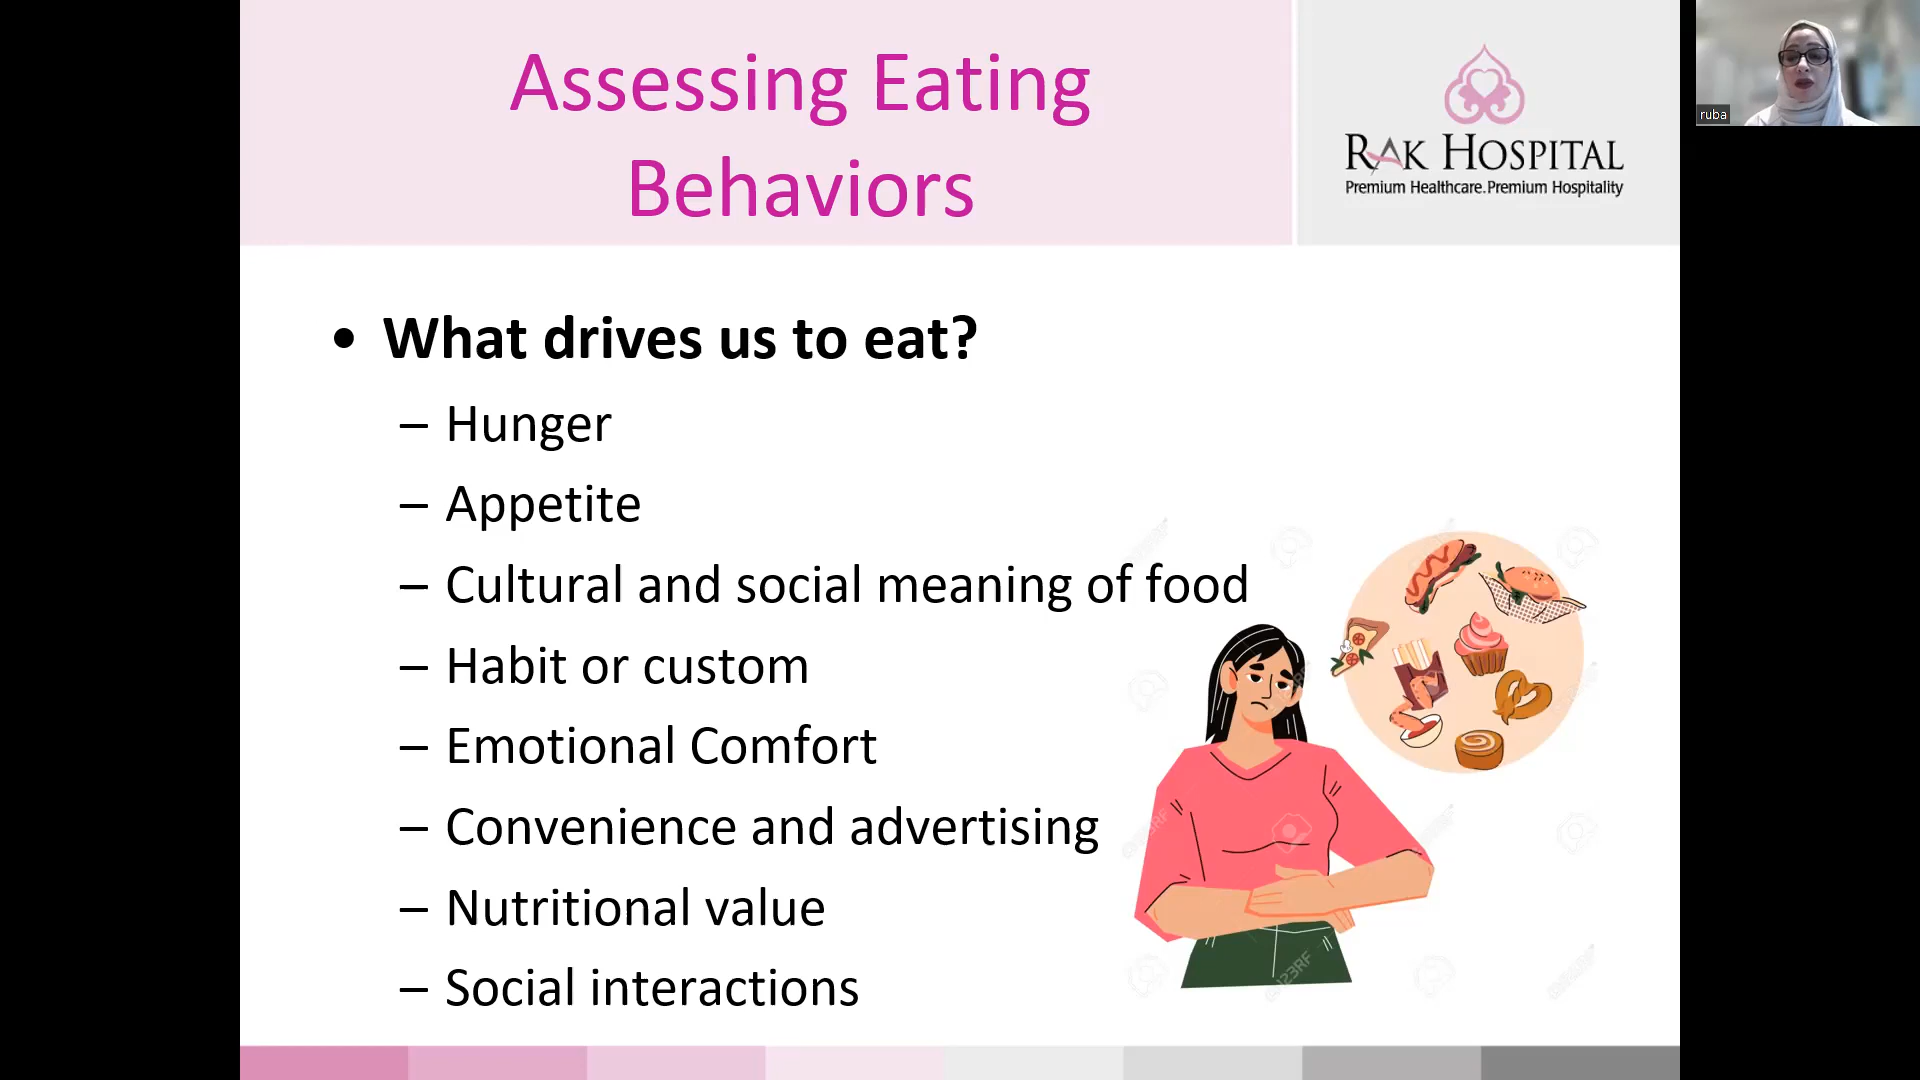 Assessing Eating
Behaviors
RAK HOSPITAL
Premium Healthcare. Premium Hospitality
ruba
• What drives us to eat?
– Hunger
– Appetite
– Cultural and social meaning of food
– Habit or custom
– Emotional Comfort
– Convenience and advertising
– Nutritional value
– Social interactions